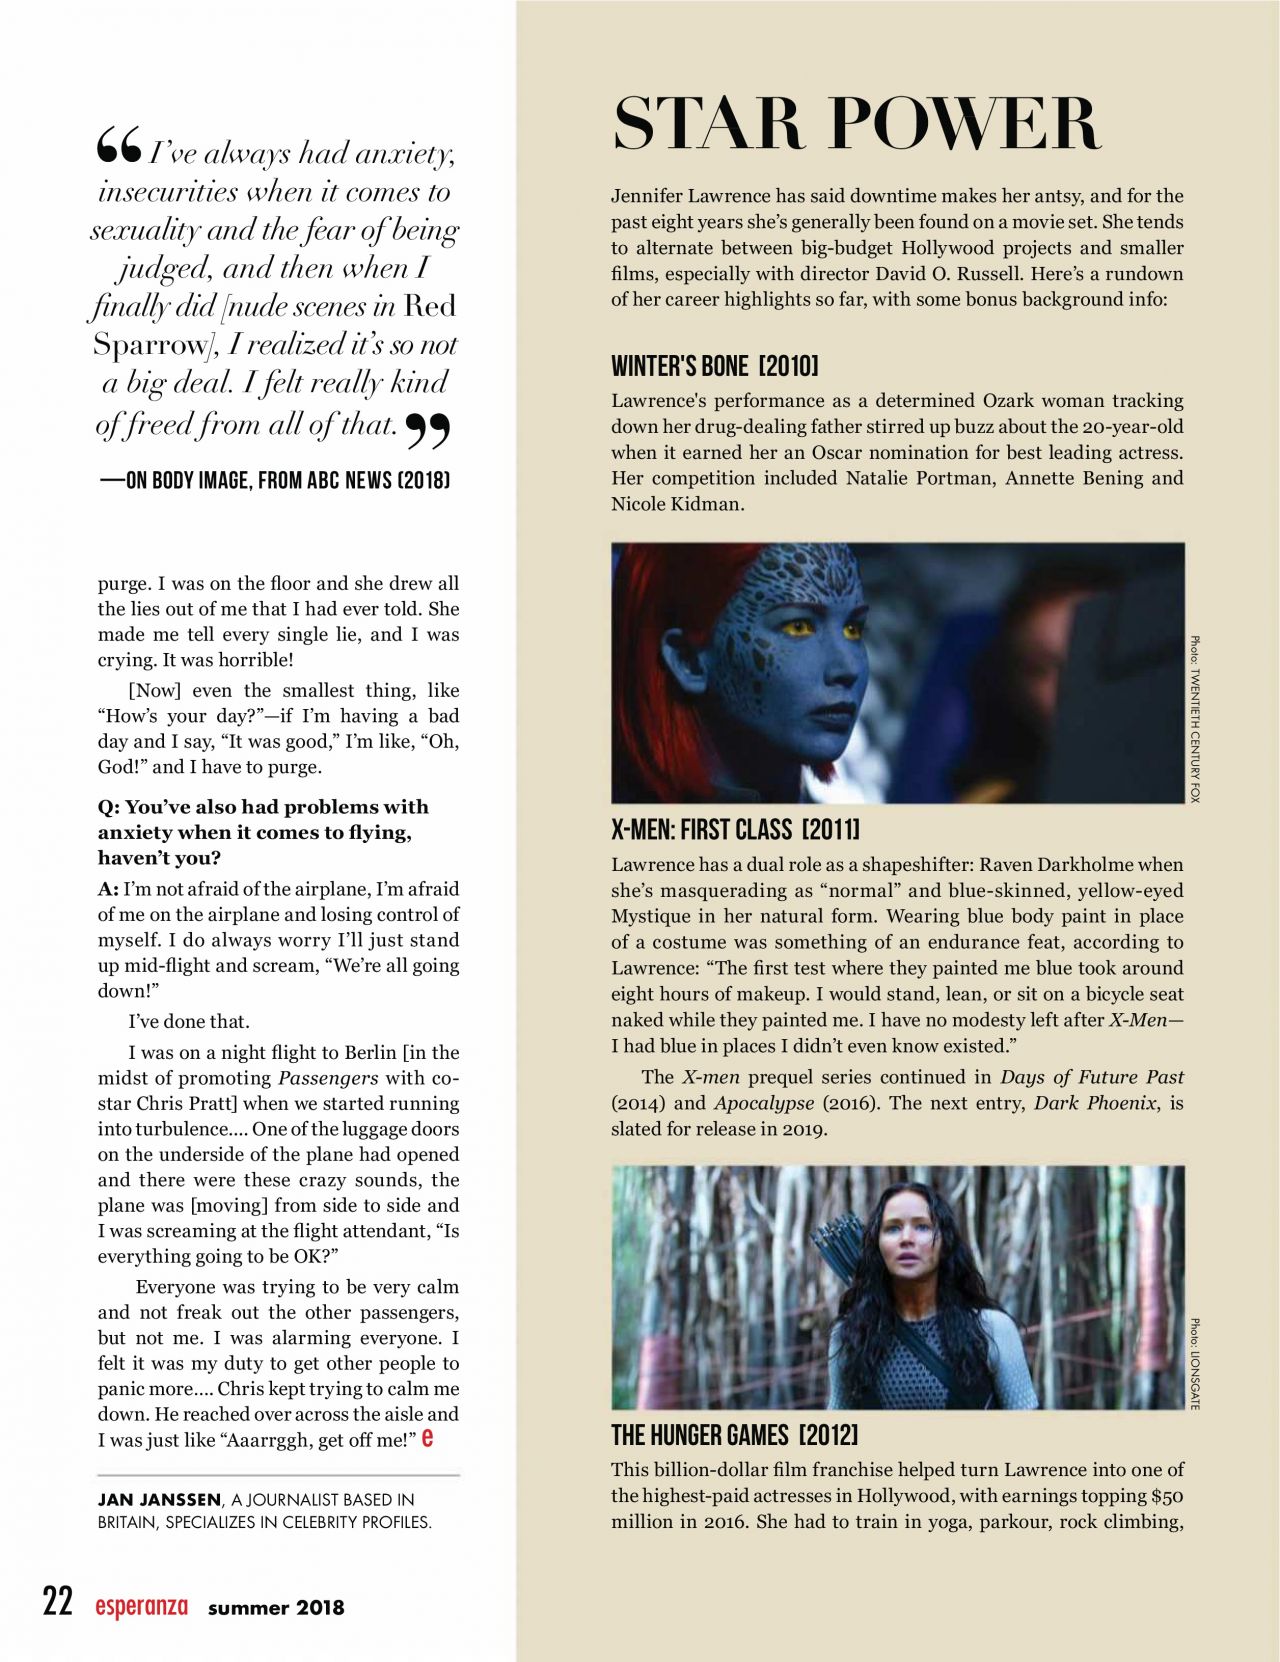 “I’ve always had anxiety,
insecurities when it comes to
sexuality and the fear of being
judged, and then when I
finally did [nude scenes in Red
Sparrow], I realized it’s so not
a big deal. I felt really kind
of freed from all of that.”
—ON BODY IMAGE, FROM ABC NEWS (2018)
purge. I was on the floor and she drew all
the lies out of me that I had ever told. She
made me tell every single lie, and I was
crying. It was horrible!
[Now] even the smallest thing, like
“How’s your day?”—if I’m having a bad
day and I say, “It was good,” I’m like, “Oh,
God!” and I have to purge.
Q: You’ve also had problems with
anxiety when it comes to flying,
haven’t you?
A: I’m not afraid of the airplane, I’m afraid
of me on the airplane and losing control of
myself. I do always worry I’ll just stand
up mid-flight and scream, “We’re all going
down!”
I’ve done that.
I was on a night flight to Berlin [in the
midst of promoting Passengers with co-
star Chris Pratt] when we started running
into turbulence.... One of the luggage doors
on the underside of the plane had opened
and there were these crazy sounds, the
plane was [moving] from side to side and
I was screaming at the flight attendant, “Is
everything going to be OK?”
Everyone was trying to be very calm
and not freak out the other passengers,
but not me. I was alarming everyone. I
felt it was my duty to get other people to
panic more.... Chris kept trying to calm me
down. He reached over across the aisle and
I was just like “Aaarrggh, get off me!” e
JAN JANSSEN, A JOURNALIST BASED IN
BRITAIN, SPECIALIZES IN CELEBRITY PROFILES.
STAR POWER
Jennifer Lawrence has said downtime makes her antsy, and for the
past eight years she’s generally been found on a movie set. She tends
to alternate between big-budget Hollywood projects and smaller
films, especially with director David O. Russell. Here’s a rundown
of her career highlights so far, with some bonus background info:
WINTER'S BONE [2010]
Lawrence's performance as a determined Ozark woman tracking
down her drug-dealing father stirred up buzz about the 20-year-old
when it earned her an Oscar nomination for best leading actress.
Her competition included Natalie Portman, Annette Bening and
Nicole Kidman.
Photo: TWENTIETH CENTURY FOX
X-MEN: FIRST CLASS [2011]
Lawrence has a dual role as a shapeshifter: Raven Darkholme when
she’s masquerading as “normal” and blue-skinned, yellow-eyed
Mystique in her natural form. Wearing blue body paint in place
of a costume was something of an endurance feat, according to
Lawrence: “The first test where they painted me blue took around
eight hours of makeup. I would stand, lean, or sit on a bicycle seat
naked while they painted me. I have no modesty left after X-Men—
I had blue in places I didn’t even know existed.”
The X-men prequel series continued in Days of Future Past
(2014) and Apocalypse (2016). The next entry, Dark Phoenix, is
slated for release in 2019.
Photo: LIONSGATE
THE HUNGER GAMES [2012]
This billion-dollar film franchise helped turn Lawrence into one of
the highest-paid actresses in Hollywood, with earnings topping $50
million in 2016. She had to train in yoga, parkour, rock climbing,
22 esperanza summer 2018